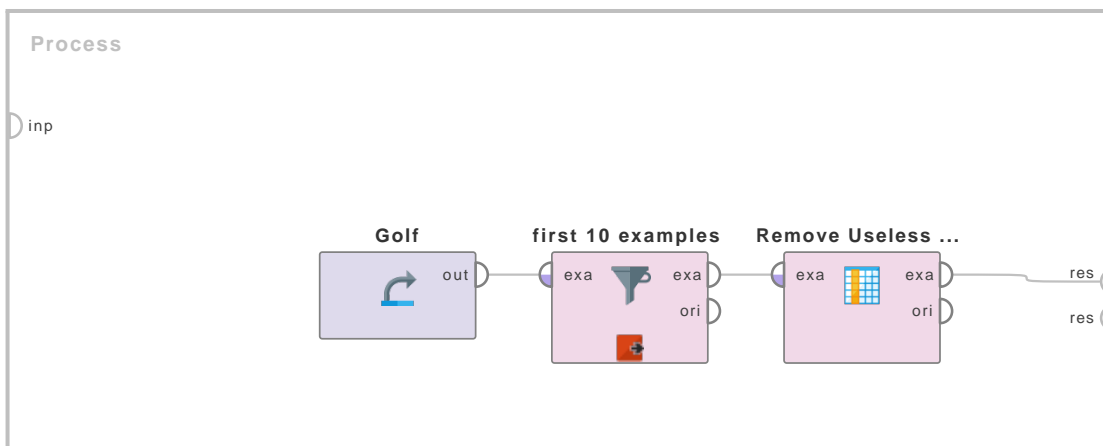 Process
inp
Golf
first 10 examples
Remove Useless ...
out
exa
exa
exa
exa
res
ori
ori
res